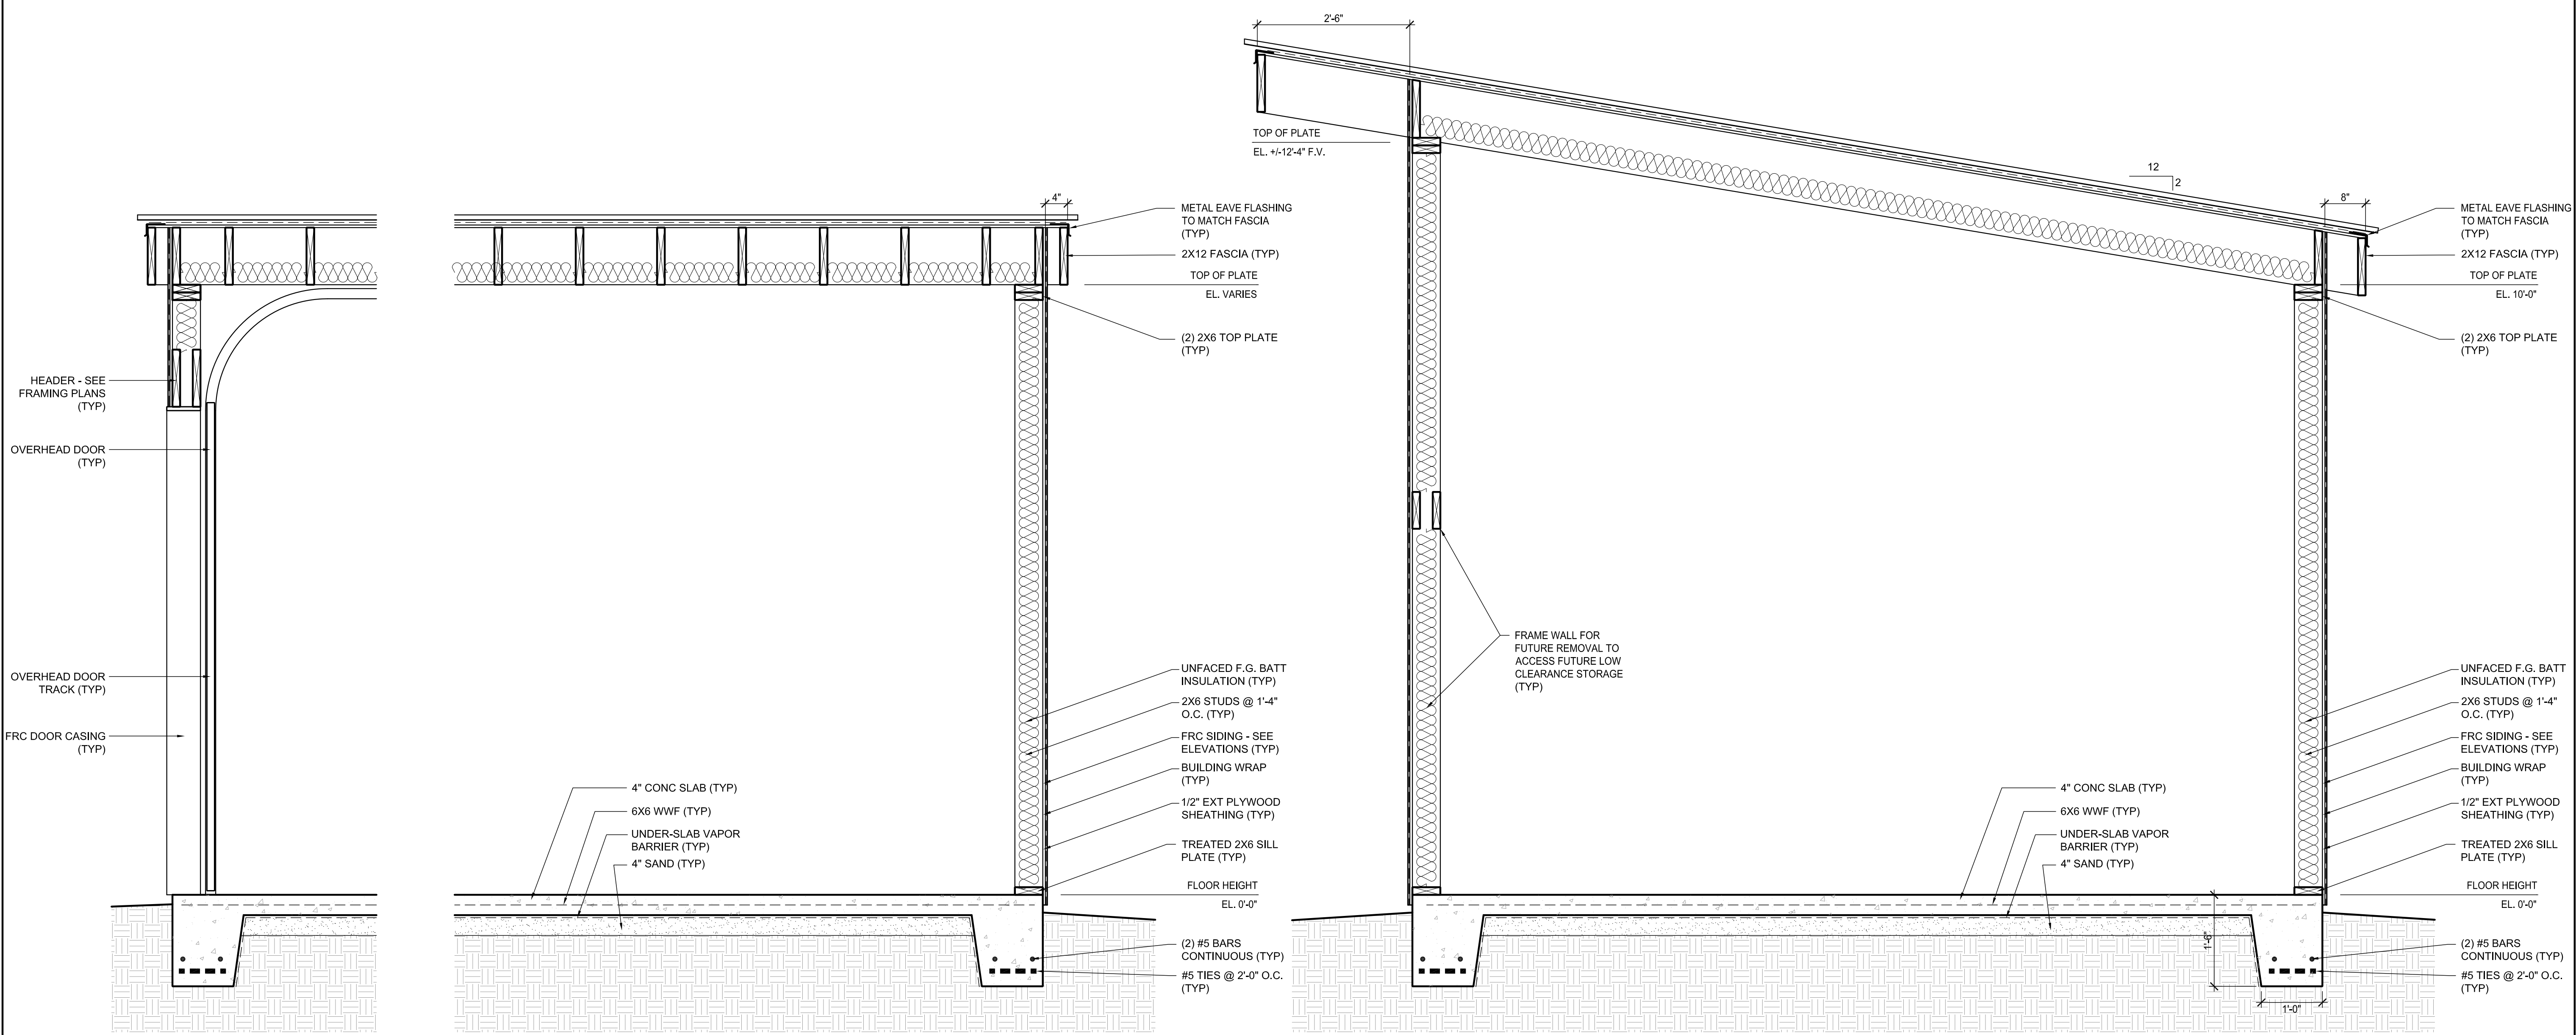 HEADER - SEE
FRAMING PLANS
(TYP)
OVERHEAD DOOR
(TYP)
OVERHEAD DOOR
TRACK (TYP)
FRC DOOR CASING
(TYP)
4" CONC SLAB (TYP)
6X6 WWF (TYP)
UNDER-SLAB VAPOR
BARRIER (TYP)
4" SAND (TYP)
4"
METAL EAVE FLASHING
TO MATCH FASCIA
(TYP)
2X12 FASCIA (TYP)
TOP OF PLATE
EL. VARIES
(2) 2X6 TOP PLATE
(TYP)
UNFACED F.G. BATT
INSULATION (TYP)
2X6 STUDS @ 1'-4"
O.C. (TYP)
FRC SIDING - SEE
ELEVATIONS (TYP)
BUILDING WRAP
(TYP)
1/2" EXT PLYWOOD
SHEATHING (TYP)
TREATED 2X6 SILL
PLATE (TYP)
FLOOR HEIGHT
EL. 0'-0"
(2) #5 BARS
CONTINUOUS (TYP)
#5 TIES @ 2'-0" O.C.
(TYP)
2'-6"
TOP OF PLATE
EL. +/-12'-4" F.V.
12
2
8"
FRAME WALL FOR
FUTURE REMOVAL TO
ACCESS FUTURE LOW
CLEARANCE STORAGE
(TYP)
4" CONC SLAB (TYP)
6X6 WWF (TYP)
UNDER-SLAB VAPOR
BARRIER (TYP)
4" SAND (TYP)
1'-6"
1'-0"
METAL EAVE FLASHING
TO MATCH FASCIA
(TYP)
2X12 FASCIA (TYP)
TOP OF PLATE
EL. 10'-0"
(2) 2X6 TOP PLATE
(TYP)
UNFACED F.G. BATT
INSULATION (TYP)
2X6 STUDS @ 1'-4"
O.C. (TYP)
FRC SIDING - SEE
ELEVATIONS (TYP)
BUILDING WRAP
(TYP)
1/2" EXT PLYWOOD
SHEATHING (TYP)
TREATED 2X6 SILL
PLATE (TYP)
FLOOR HEIGHT
EL. 0'-0"
(2) #5 BARS
CONTINUOUS (TYP)
#5 TIES @ 2'-0" O.C.
(TYP)